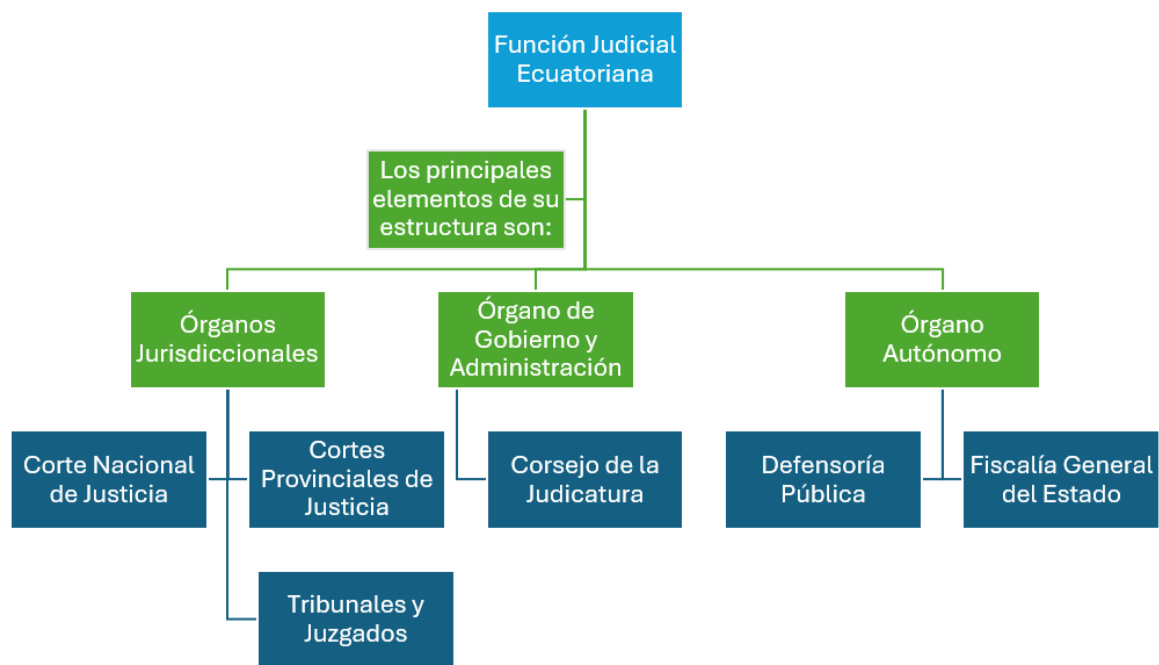 Función Judicial
Ecuatoriana
Los principales
elementos de su
estructura son:
Órganos
Jurisdiccionales
Órgano de
Gobierno y
Administración
Órgano
Autónomo
Corte Nacional
de Justicia
Cortes
Provinciales de
Justicia
Corsejo de la
Judicatura
Defensoría
Pública
Fiscalía General
del Estado
Tribunales y
Juzgados